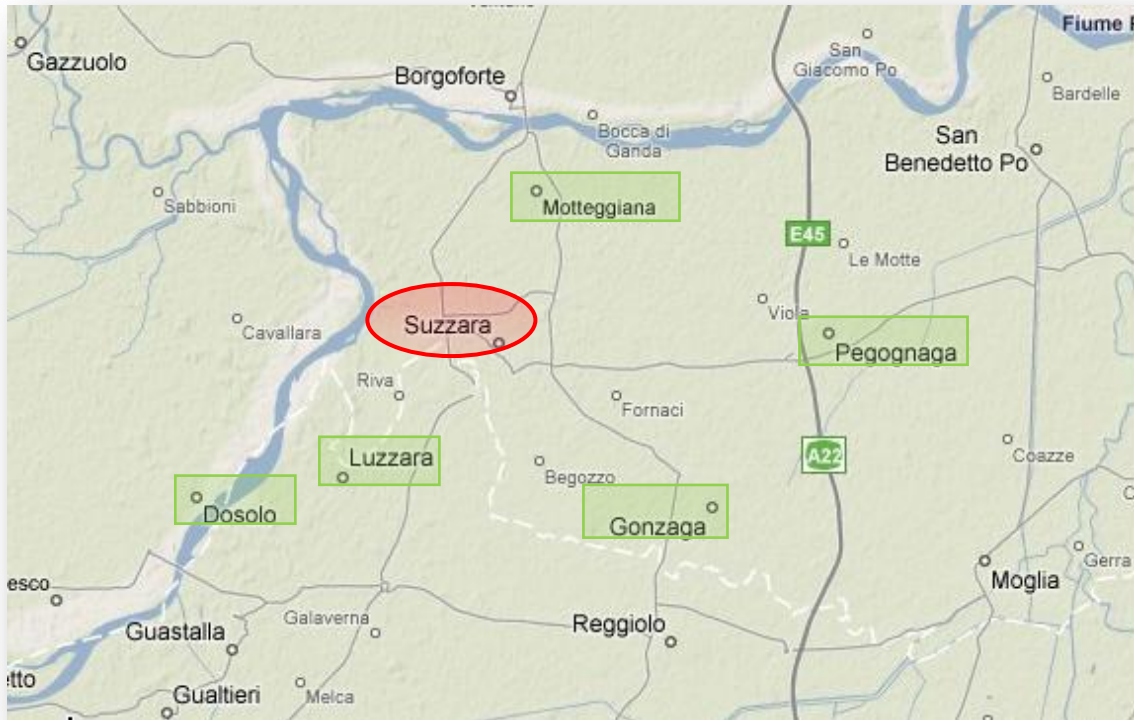 Fiume
Gazzuolo
San
Giacomo Po
Borgoforte
Bardelle
Bocca di
Ganda
San
Benedetto Po
Sabbioni
Motteggiana
E45
Le Motte
Cavallara
Suzzara
Viola
Pegognaga
Riva
Fornaci
Luzzara
Begozzo
A22
Coazze
Dosolo
Gonzaga
esco
Moglia
Gerra
Guastalla
Galaverna
Reggiolo
etto
Gualtieri
Melca